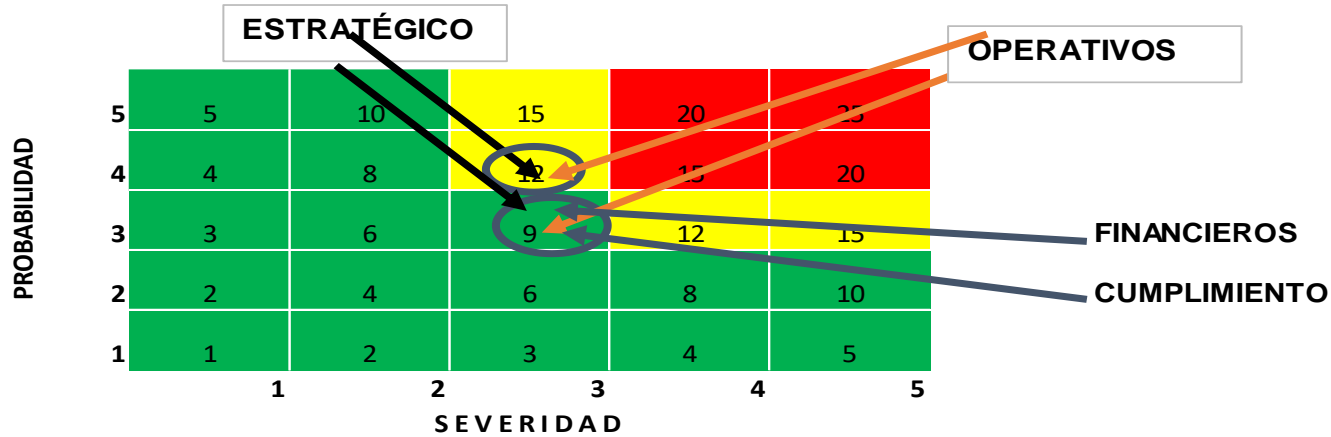 ESTRATÉGICO
OPERATIVOS
PROBABILIDAD
5 5 10 15 20 25
4 4 8 12 15 20
3 3 6 9 12 15
FINANCIEROS
2 2 4 6 8 10
CUMPLIMIENTO
1 1 2 3 4 5
1 2 3 4 5
SEVERIDAD